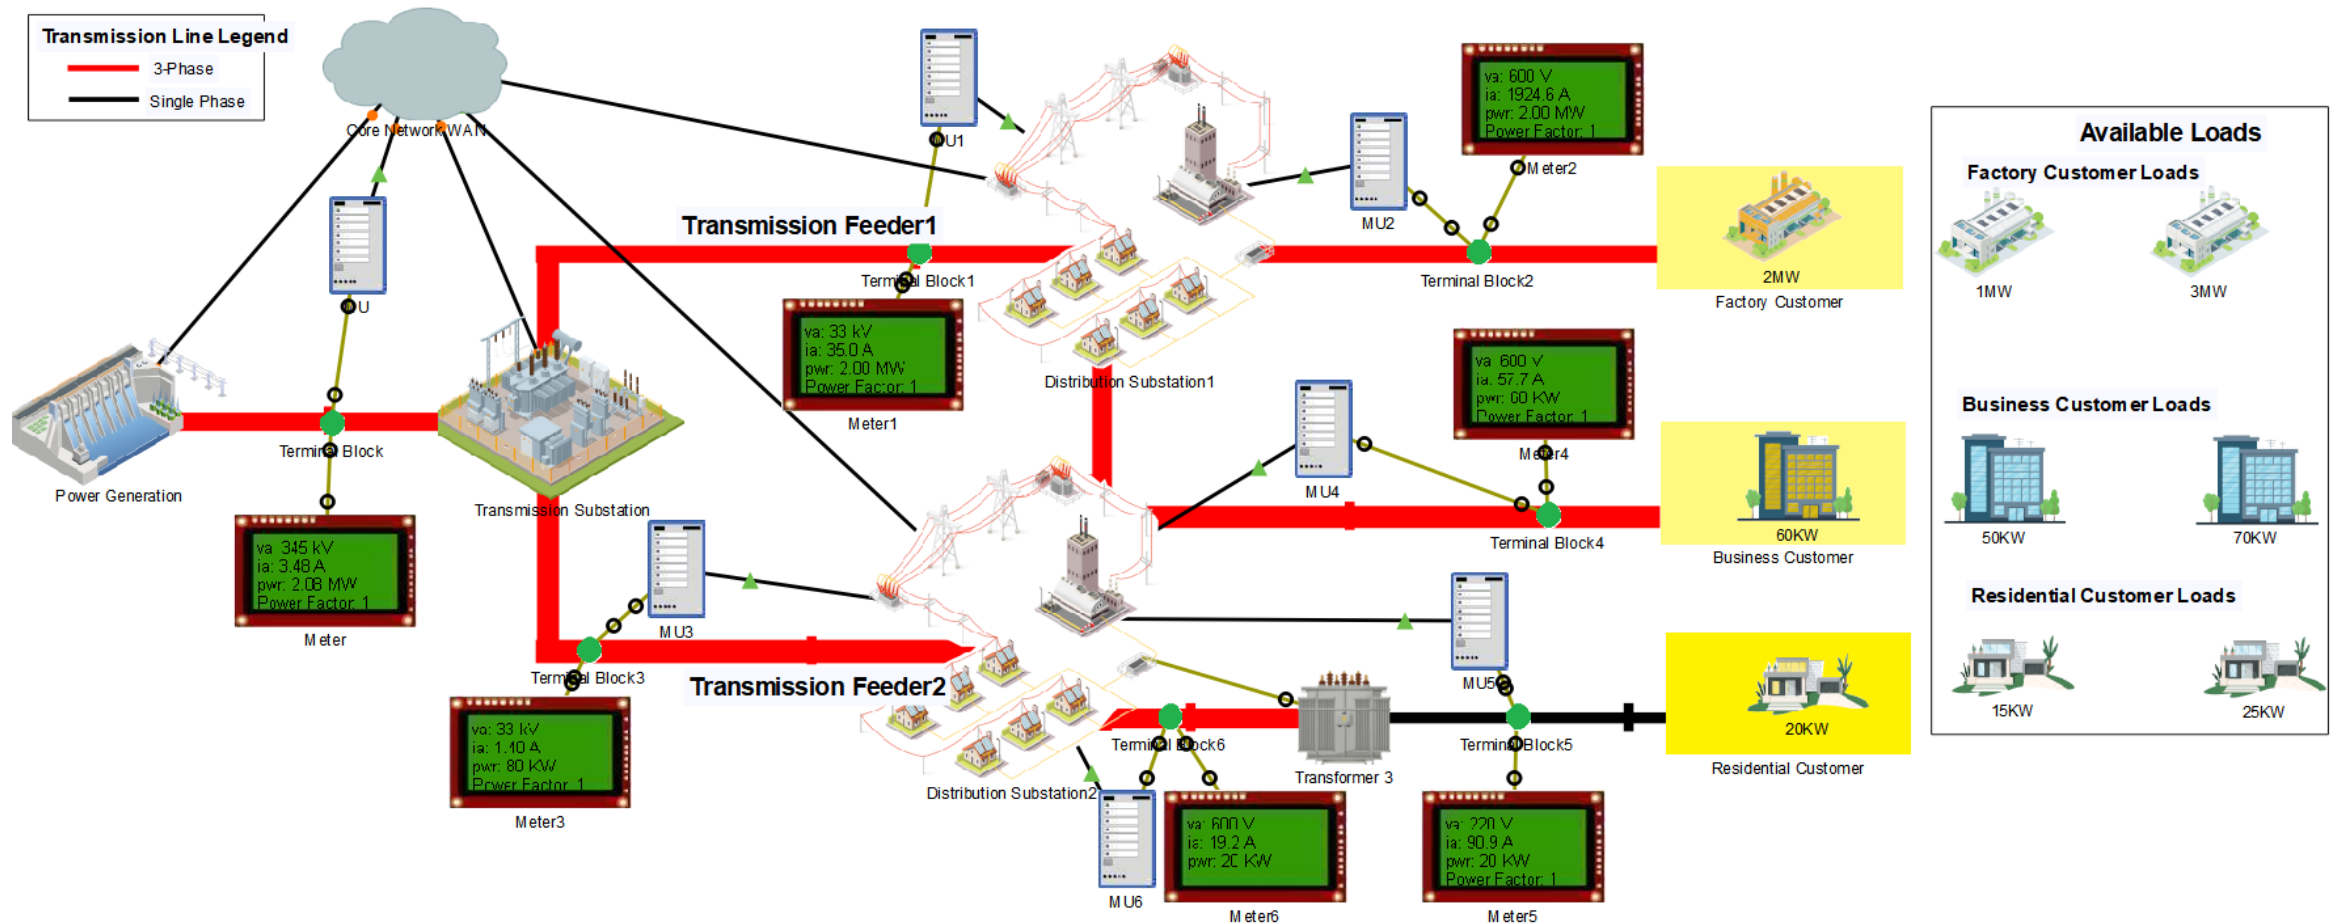 Transmission Line Legend
3-Phase
Single Phase
Core Network WAN
MU
Terminal Block
Power Generation
va 345 kV
ia: 3.48 A
pwr: 2.08 MW
Power Factor: 1
Meter
Transmission Substation
Transmission Feeder1
MU1
Terminal Block1
va: 33 kV
ia: 35.0 A
pwr: 2.00 MW
Power Factor: 1
Meter1
Distribution Substation1
MU2
va: 600 V
ia: 1924.6 A
pwr: 2.00 MW
Power Factor: 1
Meter2
Terminal Block2
2MW
Factory Customer
MU4
va 600 V
ia: 57.7 A
pwr: 60 KW
Power Factor: 1
Meter4
Terminal Block4
60KW
Business Customer
MU3
Terminal Block3
Transmission Feeder2
va: 33 kV
ia: 1.40 A
pwr: 80 KW
Power Factor: 1
Meter3
Distribution Substation2
MU5
Terminal Block6
Transformer 3
Terminal Block5
20KW
Residential Customer
MU6
va: 600 V
ia: 19.2 A
pwr: 20 KW
Meter6
va: 220 V
ia: 90.9 A
pwr: 20 KW
Power Factor: 1
Meter5
Available Loads
Factory Customer Loads
1MW
3MW
Business Customer Loads
50KW
70KW
Residential Customer Loads
15KW
25KW